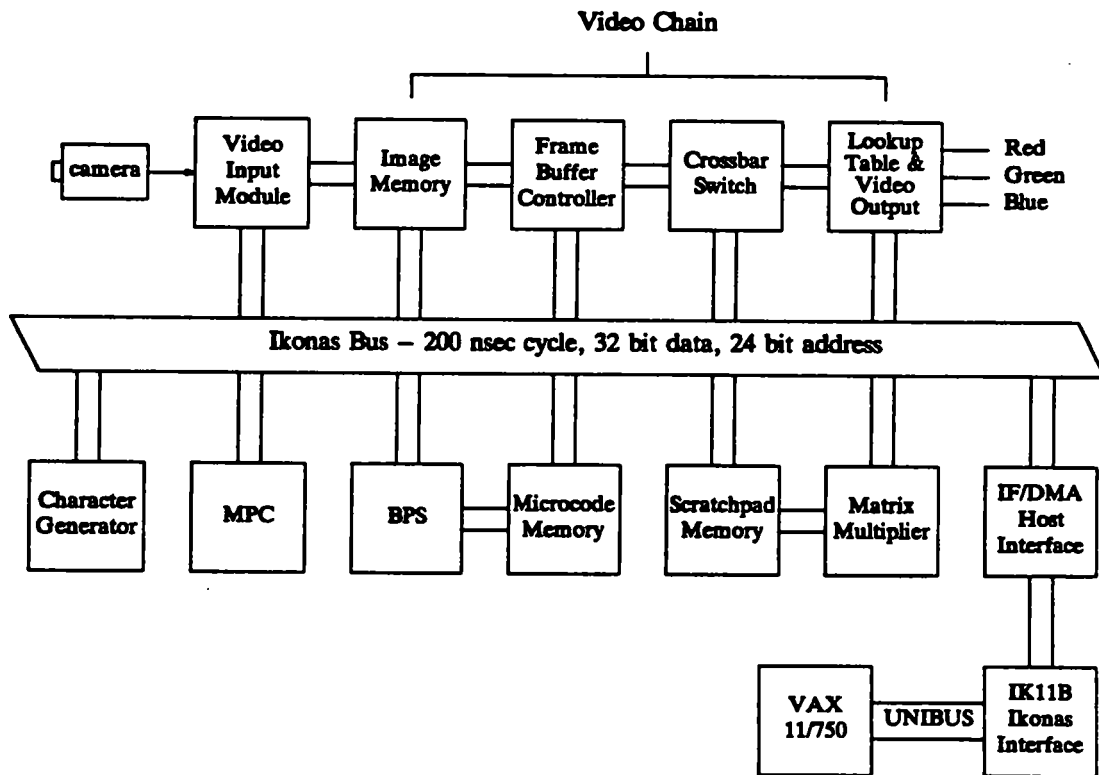 Video Chain
camera
Video
Input
Module
Image
Memory
Frame
Buffer
Controller
Crossbar
Switch
Lookup
Table &
Video
Output
Red
Green
Blue
Ikonas Bus – 200 nsec cycle, 32 bit data, 24 bit address
Character
Generator
MPC
BPS
Microcode
Memory
Scratchpad
Memory
Matrix
Multiplier
IF/DMA
Host
Interface
VAX
11/750
UNIBUS
IK11B
Ikonas
Interface